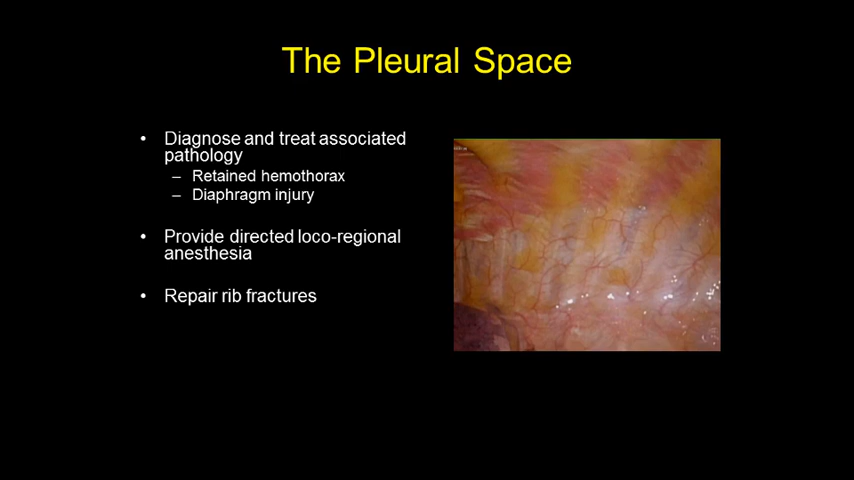 The Pleural Space
• Diagnose and treat associated
pathology
– Retained hemothorax
– Diaphragm injury
• Provide directed loco-regional
anesthesia
• Repair rib fractures